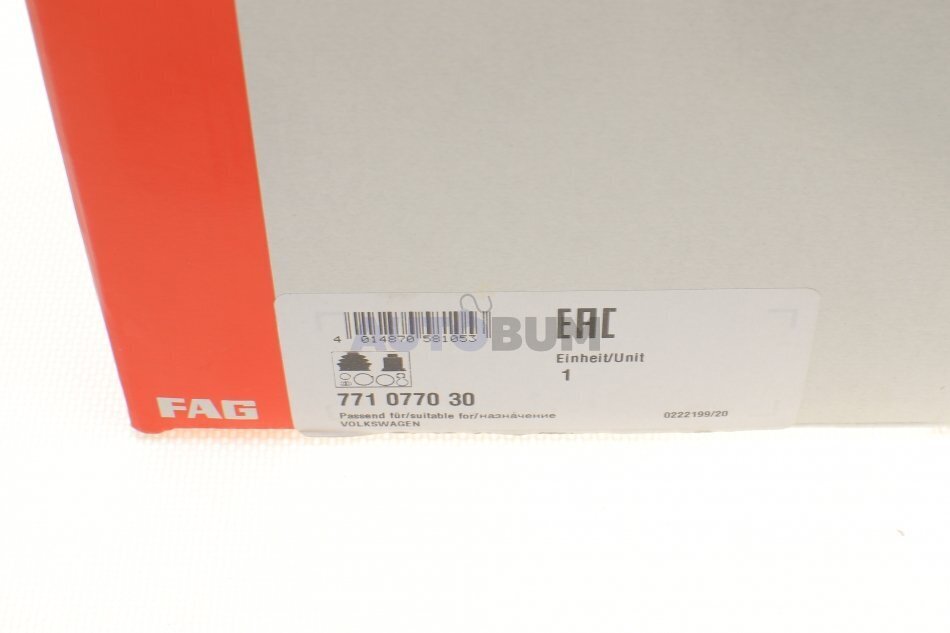 4 014870 581053
AUTOBUM
EAC
Einheit/Unit
1
771 0770 30
FAG
Passend für/suitable for/назначение
0222199/20
VOLKSWAGEN